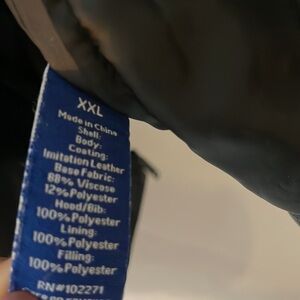 XXL
Made in China
Shell:
Body:
Coating:
Imitation Leather
Base Fabric:
88% Viscose
12% Polyester
Hood/Bib:
100% Polyester
Lining:
100% Polyester
Filling:
100% Polyester
RN#102271